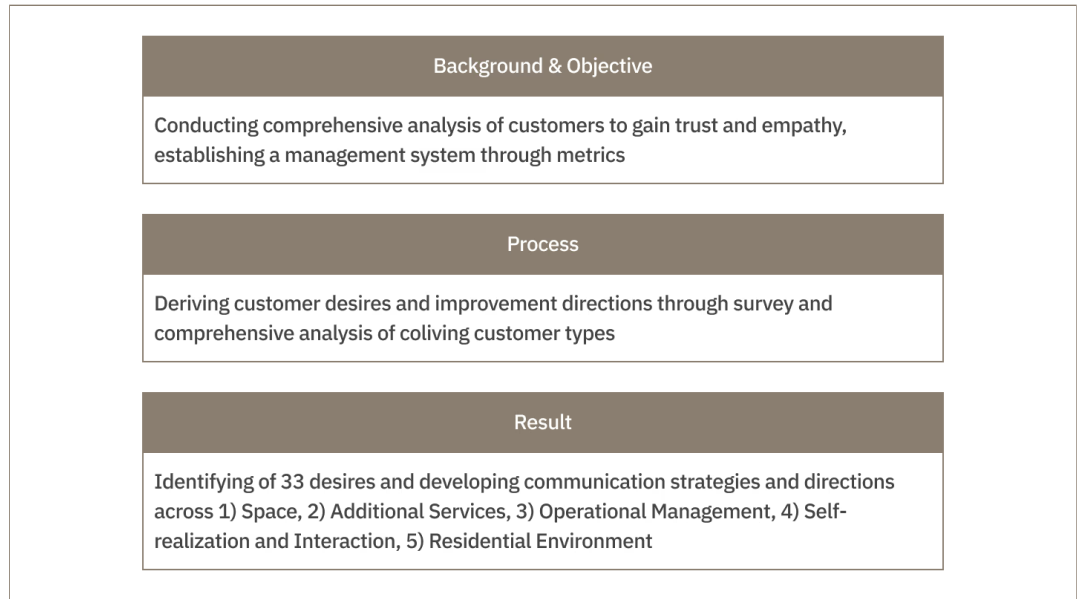 Background & Objective
Conducting comprehensive analysis of customers to gain trust and empathy,
establishing a management system through metrics
Process
Deriving customer desires and improvement directions through survey and
comprehensive analysis of coliving customer types
Result
Identifying of 33 desires and developing communication strategies and directions
across 1) Space, 2) Additional Services, 3) Operational Management, 4) Self-
realization and Interaction, 5) Residential Environment